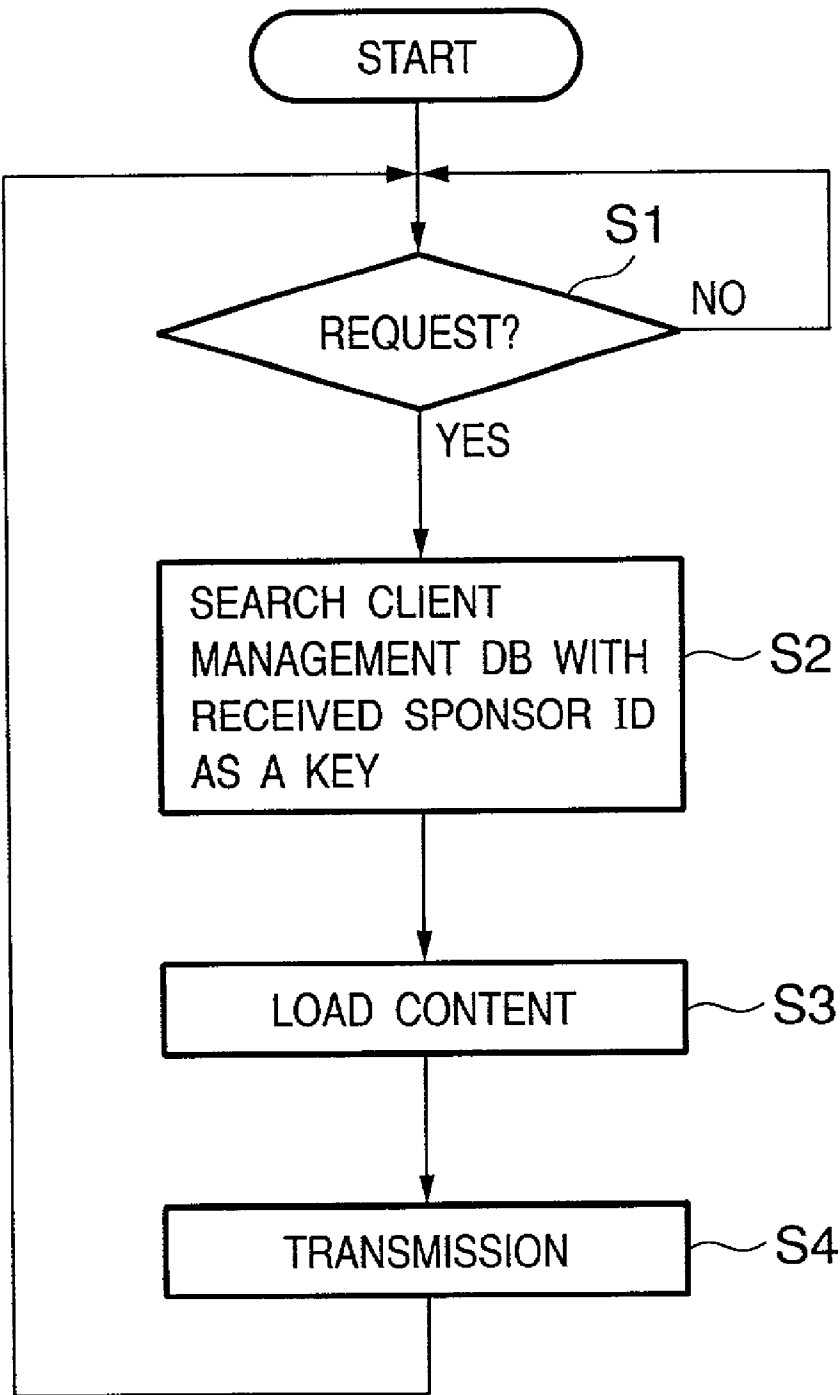 START
S1
REQUEST?
NO
YES
SEARCH CLIENT
MANAGEMENT DB WITH
RECEIVED SPONSOR ID
AS A KEY
S2
LOAD CONTENT
S3
TRANSMISSION
S4